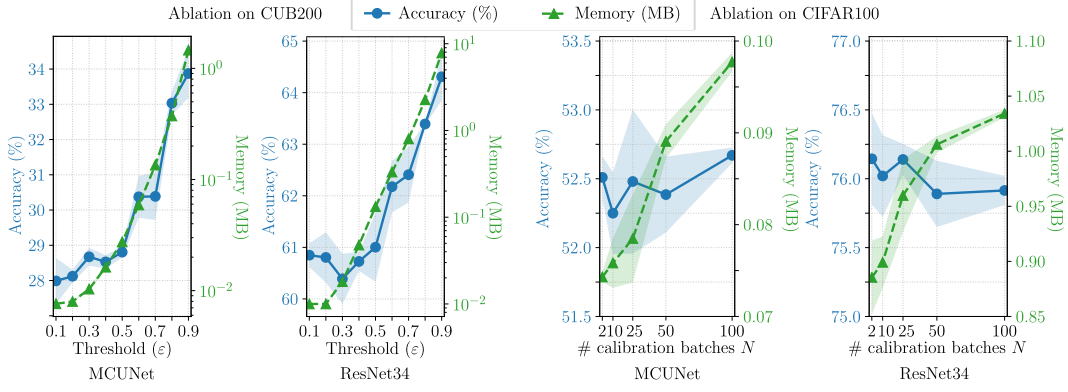 Ablation on CUB200
Accuracy (%)
Memory (MB)
Ablation on CIFAR100
34
33
32
31
30
29
28
Accuracy (%)
10^0
10^-1
10^-2
Memory (MB)
0.1 0.3 0.5 0.7 0.9
Threshold (ε)
MCUNet
65
64
63
62
61
60
Accuracy (%)
10^1
10^0
10^-1
10^-2
Memory (MB)
0.1 0.3 0.5 0.7 0.9
Threshold (ε)
ResNet34
53.5
53.0
52.5
52.0
51.5
Accuracy (%)
0.10
0.09
0.08
0.07
Memory (MB)
2 10 25 50 100
# calibration batches N
MCUNet
77.0
76.5
76.0
75.5
75.0
Accuracy (%)
1.10
1.05
1.00
0.95
0.90
0.85
Memory (MB)
2 10 25 50 100
# calibration batches N
ResNet34